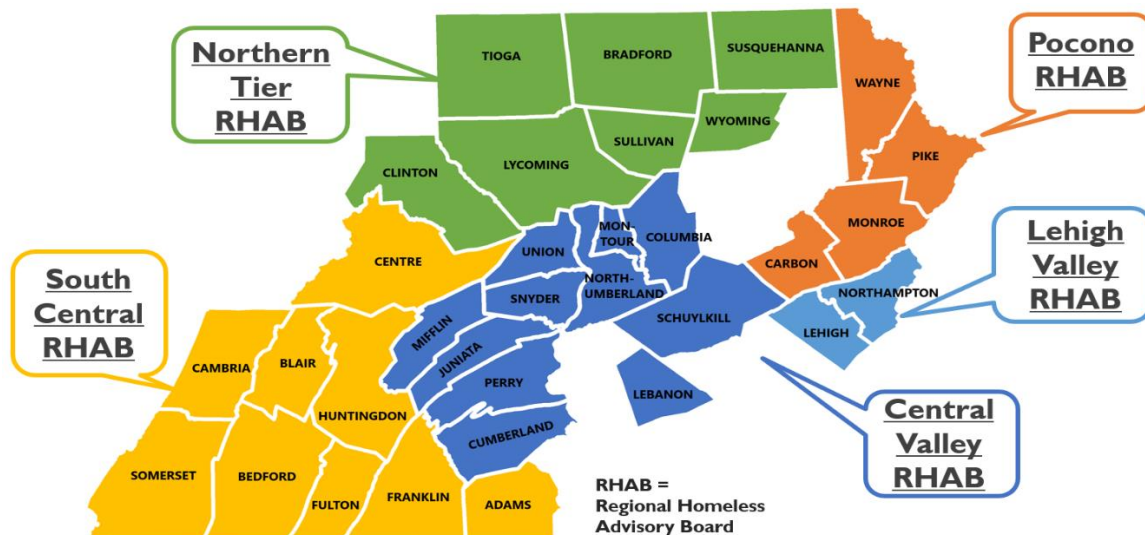 Northern
Tier
RHAB
TIOGA
BRADFORD
SUSQUEHANNA
WAYNE
Pocono
RHAB
WYOMING
SULLIVAN
LYCOMING
CLINTON
PIKE
MONROE
CARBON
Lehigh
Valley
RHAB
NORTHAMPTON
LEHIGH
South
Central
RHAB
CENTRE
CAMBRIA
BLAIR
HUNTINGDON
SOMERSET
BEDFORD
FULTON
FRANKLIN
ADAMS
UNION
MON-
TOUR
COLUMBIA
SNYDER
NORTH-
UMBERLAND
MIFFLIN
JUNIATA
PERRY
CUMBERLAND
SCHUYLKILL
LEBANON
Central
Valley
RHAB
RHAB =
Regional Homeless
Advisory Board